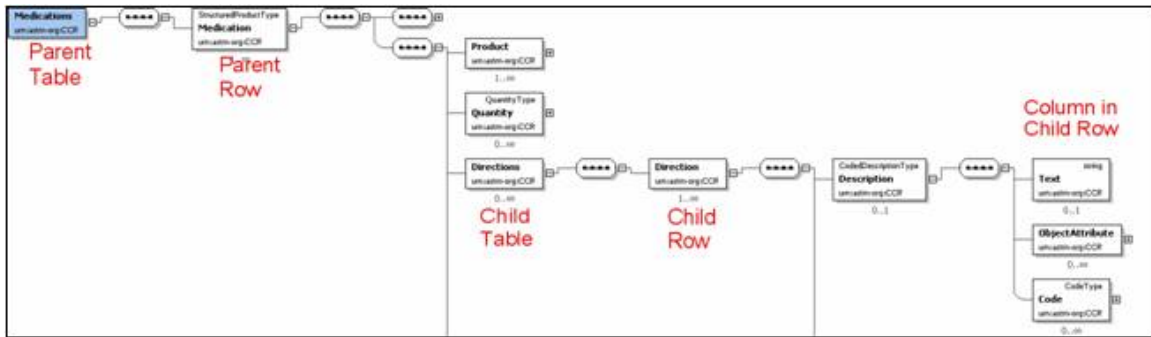 Medications
urn:astm-org:CCR
Parent
Table
StructuredProductType
Medication
urn:astm-org:CCR
Parent
Row
Product
urn:astm-org:CCR
1..∞
QuantityType
Quantity
urn:astm-org:CCR
0..∞
Directions
urn:astm-org:CCR
0..∞
Child
Table
Direction
urn:astm-org:CCR
1..∞
Child
Row
CodedDescriptionType
Description
urn:astm-org:CCR
0..1
Column in
Child Row
string
Text
urn:astm-org:CCR
0..1
ObjectAttribute
urn:astm-org:CCR
0..∞
CodeType
Code
urn:astm-org:CCR
0..∞